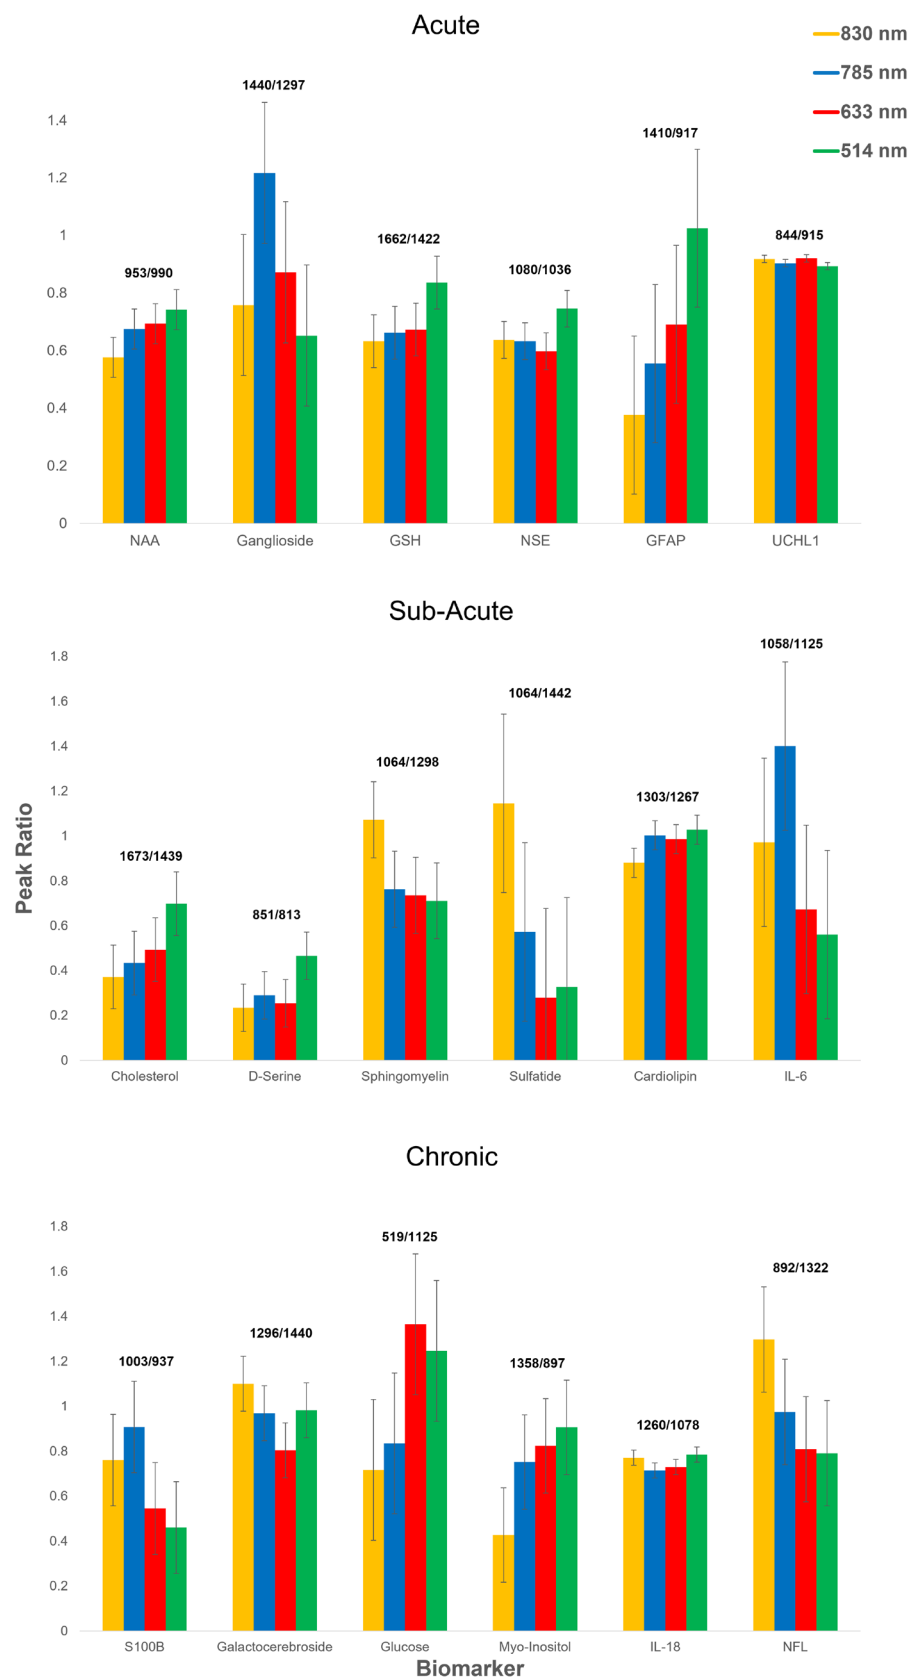 Acute
830 nm
785 nm
633 nm
514 nm
1440/1297
1410/917
1662/1422
844/915
953/990
1080/1036
1.4
1.2
1
0.8
0.6
0.4
0.2
0
NAA
Ganglioside
GSH
NSE
GFAP
UCHL1
Sub-Acute
1058/1125
1064/1442
1064/1298
1303/1267
1673/1439
851/813
1.8
1.6
1.4
1.2
1
0.8
0.6
0.4
0.2
0
Peak Ratio
Cholesterol
D-Serine
Sphingomyelin
Sulfatide
Cardiolipin
IL-6
Chronic
519/1125
892/1322
1296/1440
1003/937
1358/897
1260/1078
1.8
1.6
1.4
1.2
1
0.8
0.6
0.4
0.2
0
S100B
Galactocerebroside
Glucose
Myo-Inositol
IL-18
NFL
Biomarker